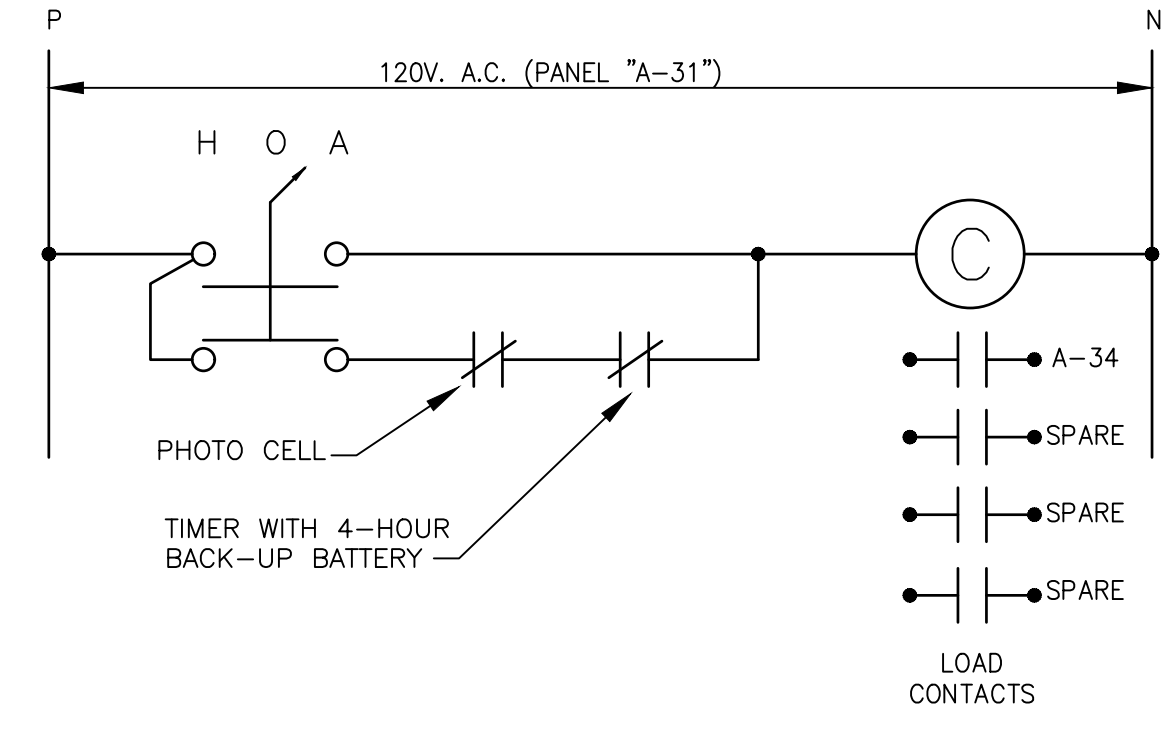 P
N
120V. A.C. (PANEL "A-31")
H O A
C
A-34
SPARE
PHOTO CELL
SPARE
TIMER WITH 4-HOUR
BACK-UP BATTERY
SPARE
LOAD
CONTACTS